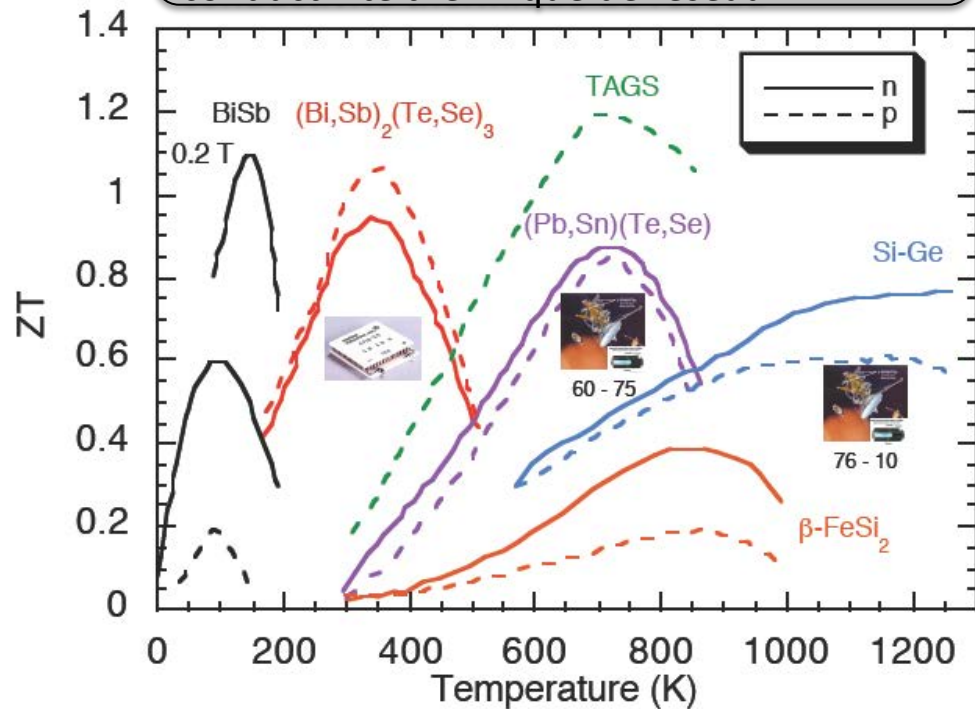 1.4
1.2
1
0.8
0.6
0.4
0.2
0
ZT
BiSb
0.2 T
(Bi,Sb)2(Te,Se)3
TAGS
n
p
(Pb,Sn)(Te,Se)
Si-Ge
60 - 75
76 - 10
β-FeSi2
0 200 400 600 800 1000 1200
Temperature (K)